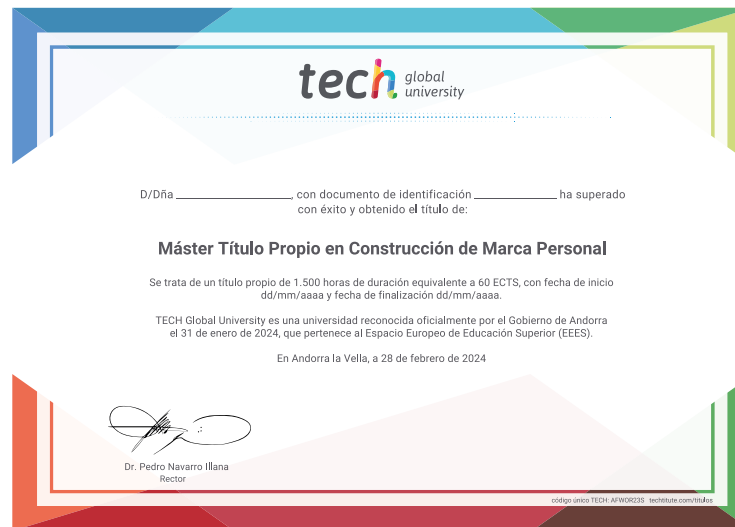 tech global university
D/Dña ____________________, con documento de identificación ______________ ha superado
con éxito y obtenido el título de:
Máster Título Propio en Construcción de Marca Personal
Se trata de un título propio de 1.500 horas de duración equivalente a 60 ECTS, con fecha de inicio
dd/mm/aaaa y fecha de finalización dd/mm/aaaa.
TECH Global University es una universidad reconocida oficialmente por el Gobierno de Andorra
el 31 de enero de 2024, que pertenece al Espacio Europeo de Educación Superior (EEES).
En Andorra la Vella, a 28 de febrero de 2024
Dr. Pedro Navarro Illana
Rector
código único TECH: AFWOR23S techtitute.com/titulos